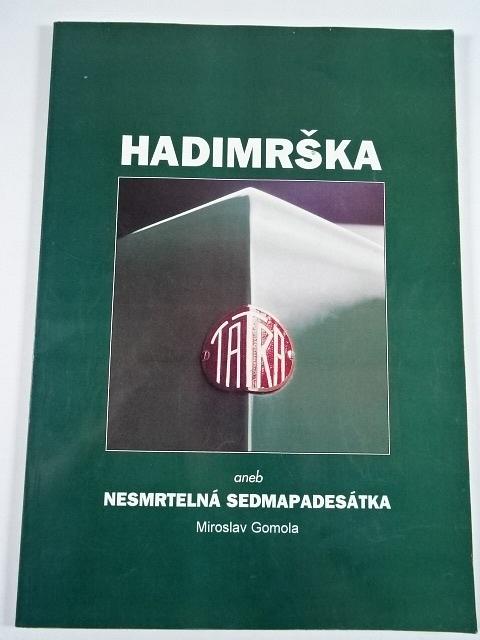 HADIMRŠKA
TATRA
aneb
NESMRTELNÁ SEDMAPADESÁTKA
Miroslav Gomola